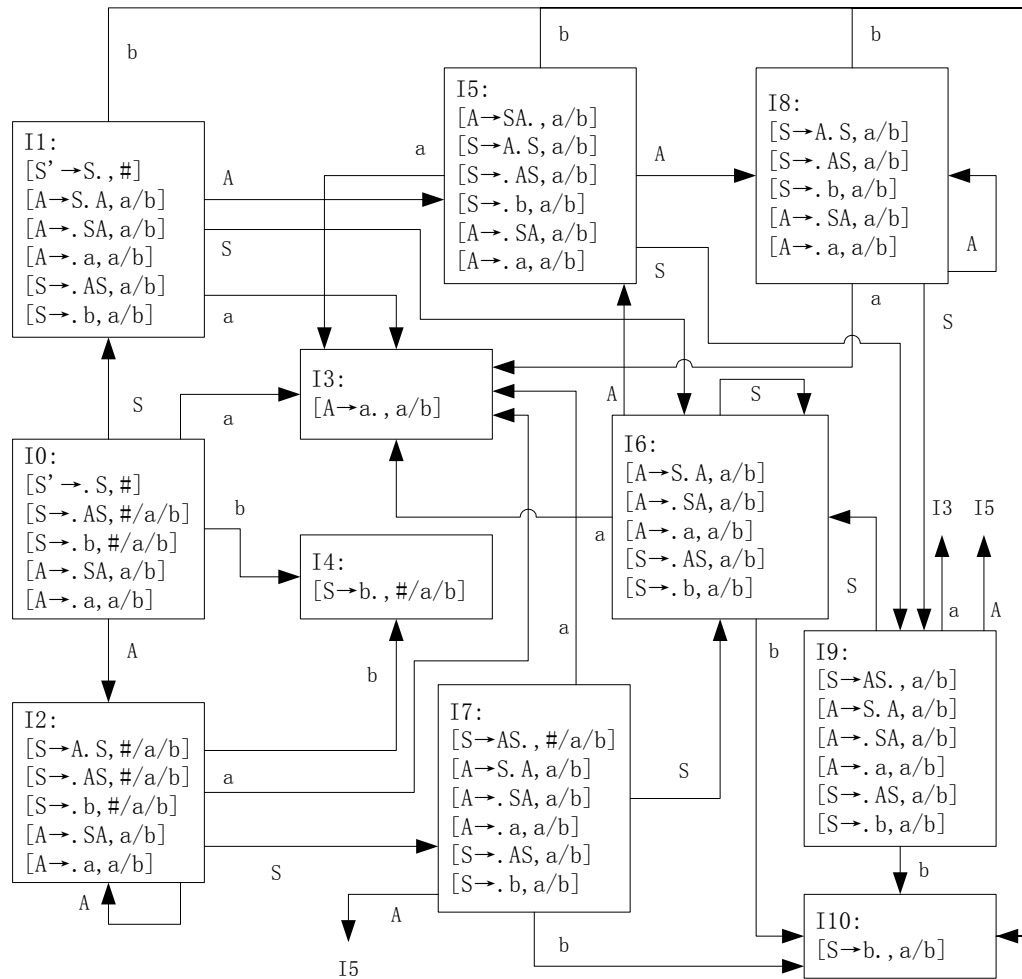 b
b
b
I5:
[A→SA.,a/b]
[S→A.S,a/b]
[S→.AS,a/b]
[S→.b,a/b]
[A→.SA,a/b]
[A→.a,a/b]
I8:
[S→A.S,a/b]
[S→.AS,a/b]
[S→.b,a/b]
[A→.SA,a/b]
[A→.a,a/b]
I1:
[S'→S.,#]
[A→S.A,a/b]
[A→.SA,a/b]
[A→.a,a/b]
[S→.AS,a/b]
[S→.b,a/b]
A
S
a
a
A
S
A
a
S
I3:
[A→a.,a/b]
S
a
A
S
I0:
[S'→.S,#]
[S→.AS,#/a/b]
[S→.b,#/a/b]
[A→.SA,a/b]
[A→.a,a/b]
b
I6:
[A→S.A,a/b]
[A→.SA,a/b]
[A→.a,a/b]
[S→.AS,a/b]
[S→.b,a/b]
a
I3
I5
I4:
[S→b.,#/a/b]
S
a
A
A
b
a
b
I9:
[S→AS.,a/b]
[A→S.A,a/b]
[A→.SA,a/b]
[A→.a,a/b]
[S→.AS,a/b]
[S→.b,a/b]
I2:
[S→A.S,#/a/b]
[S→.AS,#/a/b]
[S→.b,#/a/b]
[A→.SA,a/b]
[A→.a,a/b]
a
S
A
I7:
[S→AS.,#/a/b]
[A→S.A,a/b]
[A→.SA,a/b]
[A→.a,a/b]
[S→.AS,a/b]
[S→.b,a/b]
S
A
b
b
I5
I10:
[S→b.,a/b]